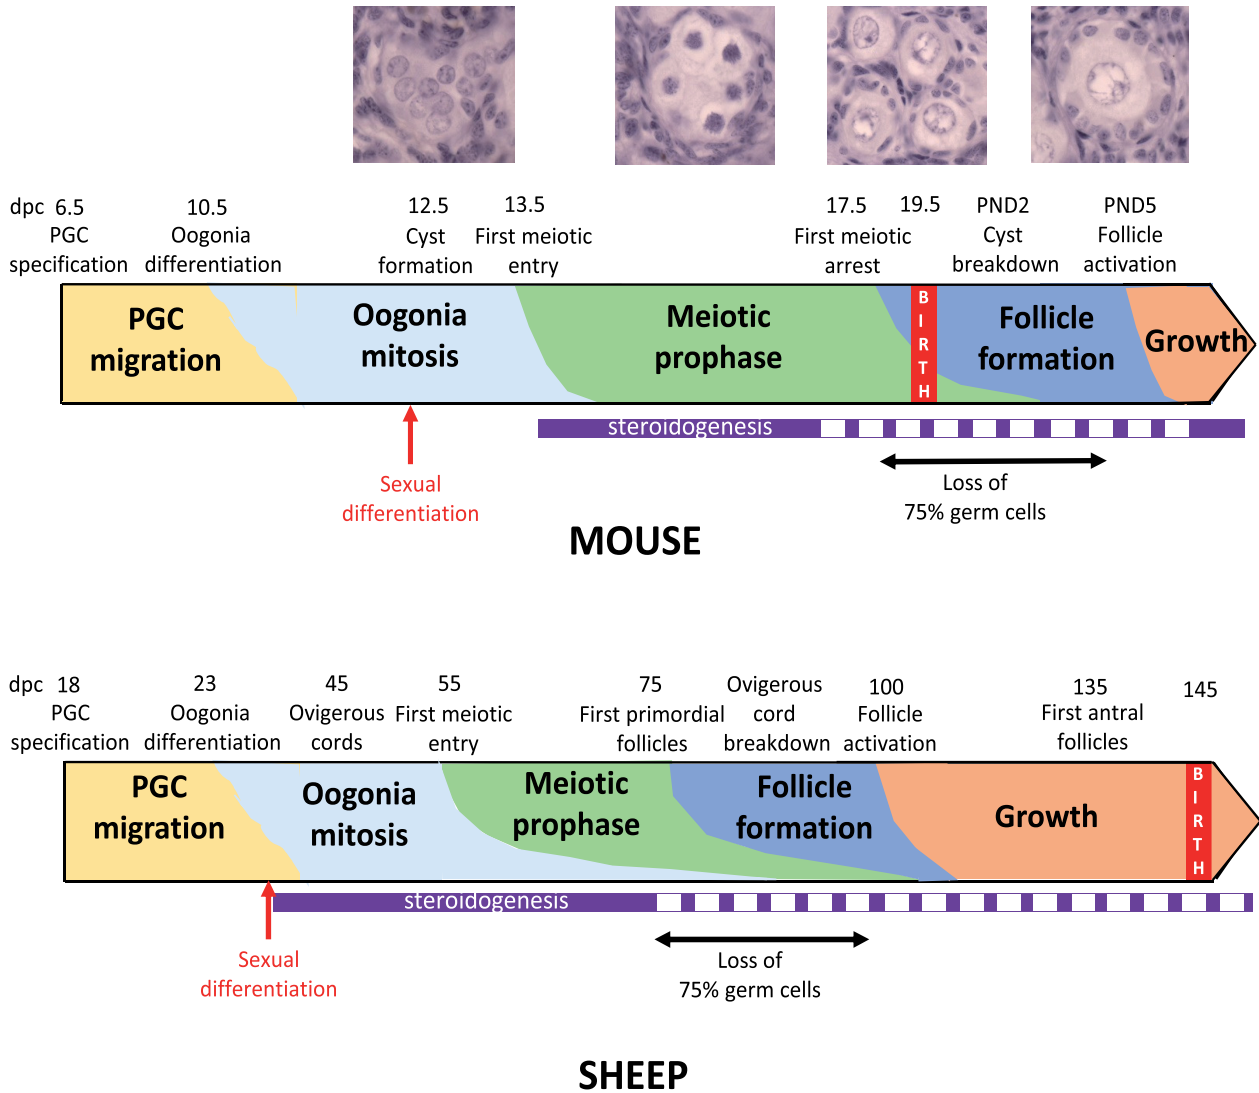 dpc 6.5 10.5 12.5 13.5 17.5 19.5 PND2 PND5
PGC Oogonia Cyst First meiotic First meiotic Cyst Follicle
specification differentiation formation entry arrest breakdown activation
PGC migration
Oogonia mitosis
Meiotic prophase
BIRTH
Follicle formation
Growth
steroidogenesis
Sexual
differentiation
Loss of
75% germ cells
MOUSE
dpc 18 23 45 55 75 Ovigerous 100 135 145
PGC Oogonia Ovigerous First meiotic First primordial cord Follicle First antral
specification differentiation cords entry follicles breakdown activation follicles
PGC migration
Oogonia mitosis
Meiotic prophase
Follicle formation
Growth
BIRTH
steroidogenesis
Sexual
differentiation
Loss of
75% germ cells
SHEEP